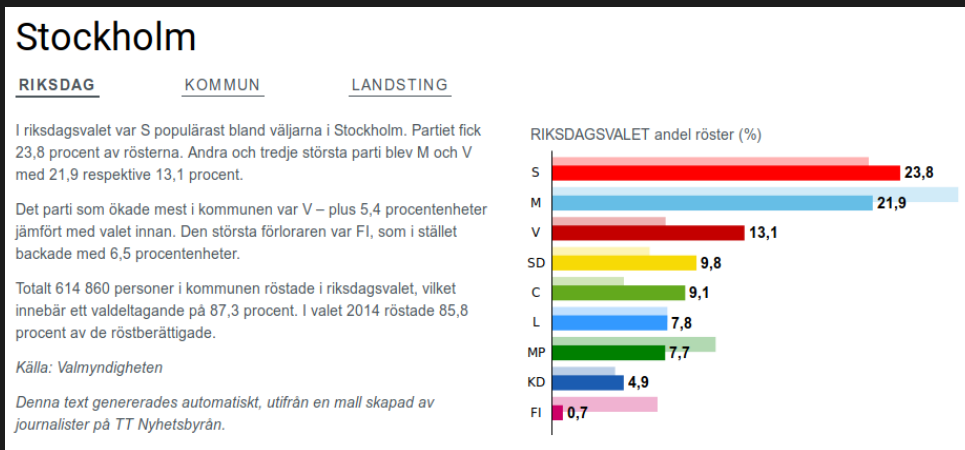 Stockholm
RIKSDAG KOMMUN LANDSTING
I riksdagsvalet var S populärast bland väljarna i Stockholm. Partiet fick
23,8 procent av rösterna. Andra och tredje största parti blev M och V
med 21,9 respektive 13,1 procent.
Det parti som ökade mest i kommunen var V – plus 5,4 procentenheter
jämfört med valet innan. Den största förloraren var FI, som i stället
backade med 6,5 procentenheter.
Totalt 614 860 personer i kommunen röstade i riksdagsvalet, vilket
innebär ett valdeltagande på 87,3 procent. I valet 2014 röstade 85,8
procent av de röstberättigade.
Källa: Valmyndigheten
Denna text genererades automatiskt, utifrån en mall skapad av
journalister på TT Nyhetsbyrån.
RIKSDAGSVALET andel röster (%)
S 23,8
M 21,9
V 13,1
SD 9,8
C 9,1
L 7,8
MP 7,7
KD 4,9
FI 0,7